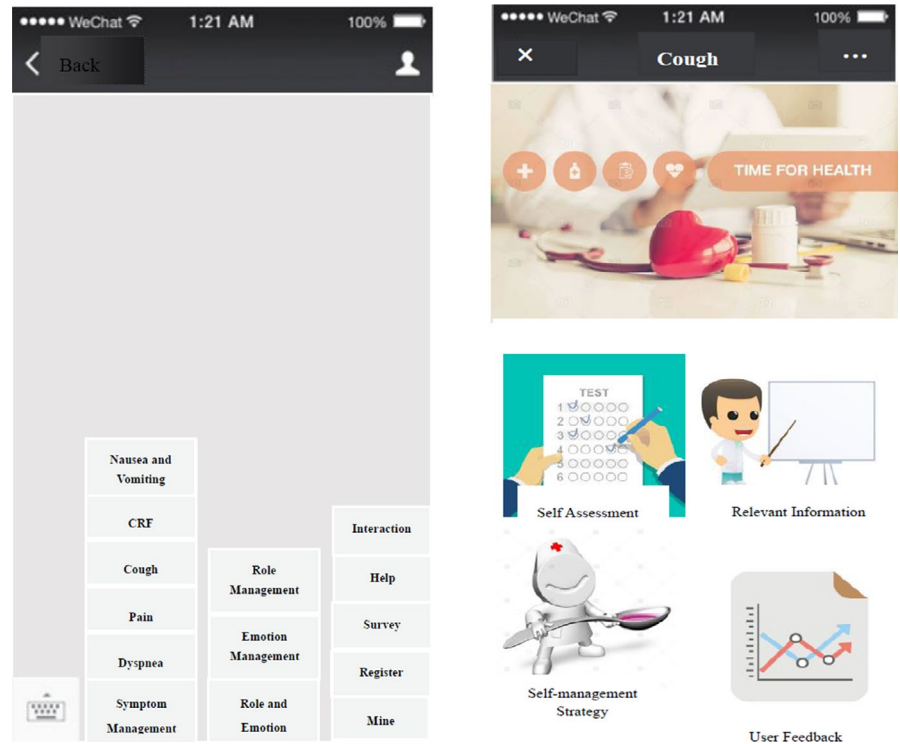 WeChat 1:21 AM 100%
Back
Nausea and
Vomiting
CRF
Cough
Pain
Dyspnea
Symptom
Management
Role
Management
Emotion
Management
Role and
Emotion
Interaction
Help
Survey
Register
Mine
WeChat 1:21 AM 100%
× Cough ...
TIME FOR HEALTH
TEST
1
2
3
4
5
6
Self Assessment
Relevant Information
Self-management
Strategy
User Feedback